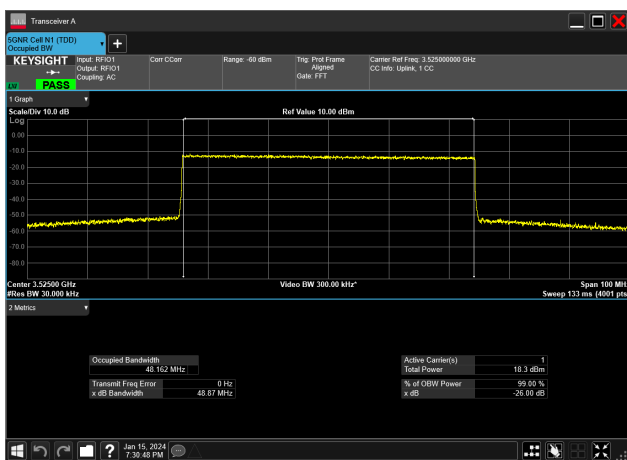 Transceiver A
5GNR Cell N1 (TDD)
Occupied BW
KEYSIGHT
Input: RFIO1
Output: RFIO1
Coupling: AC
Corr CCorr
Range: -60 dBm
Trig: Prot Frame
Aligned
Gate: FFT
Carrier Ref Freq: 3.525000000 GHz
CC Info: Uplink, 1 CC
PASS
1 Graph
Scale/Div 10.0 dB
Ref Value 10.00 dBm
Log
0.00
-10.0
-20.0
-30.0
-40.0
-50.0
-60.0
-70.0
-80.0
Center 3.52500 GHz
Video BW 300.00 kHz*
Span 100 MH
#Res BW 30.000 kHz
Sweep 133 ms (4001 pts
2 Metrics
Occupied Bandwidth
48.162 MHz
Active Carrier(s) 1
Total Power 18.3 dBm
Transmit Freq Error 0 Hz
x dB Bandwidth 48.87 MHz
% of OBW Power 99.00 %
x dB -26.00 dB
Jan 15, 2024
7:30:48 PM